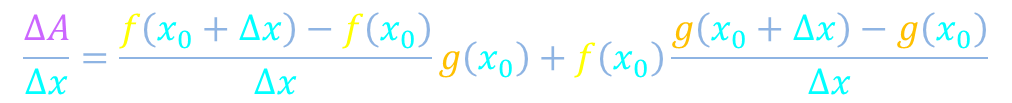 ΔA/Δx = (f(x₀ + Δx) − f(x₀))/Δx g(x₀) + f(x₀) (g(x₀ + Δx) − g(x₀))/Δx